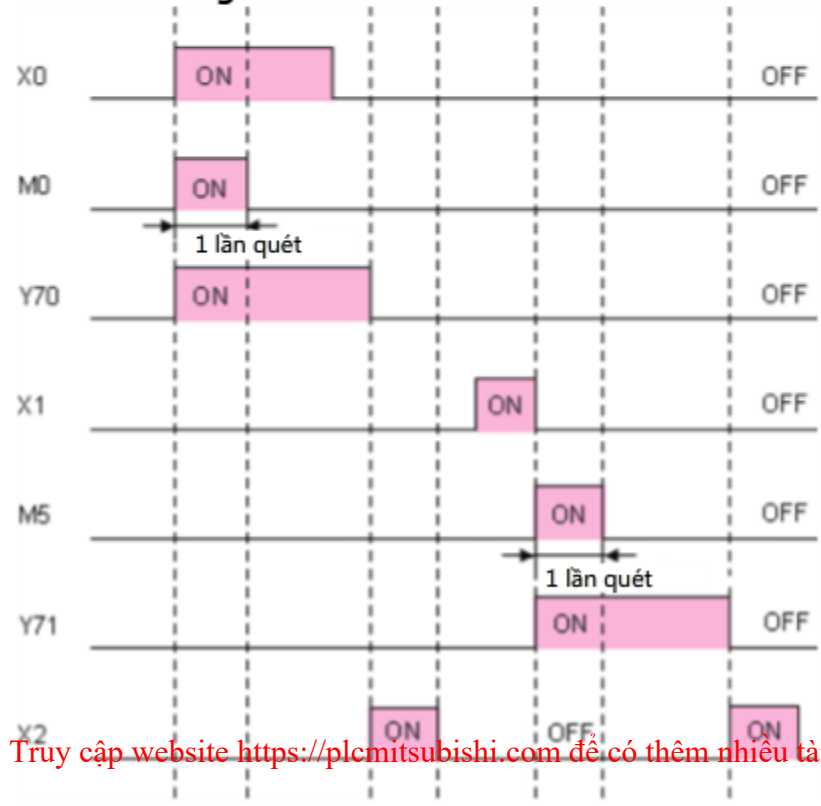 X0 ON OFF
M0 ON OFF
1 lần quét
Y70 ON OFF
X1 ON OFF
M5 ON OFF
1 lần quét
Y71 ON OFF
X2 ON OFF ON
Truy cập website https://plcmitsubishi.com để có thêm nhiều tà